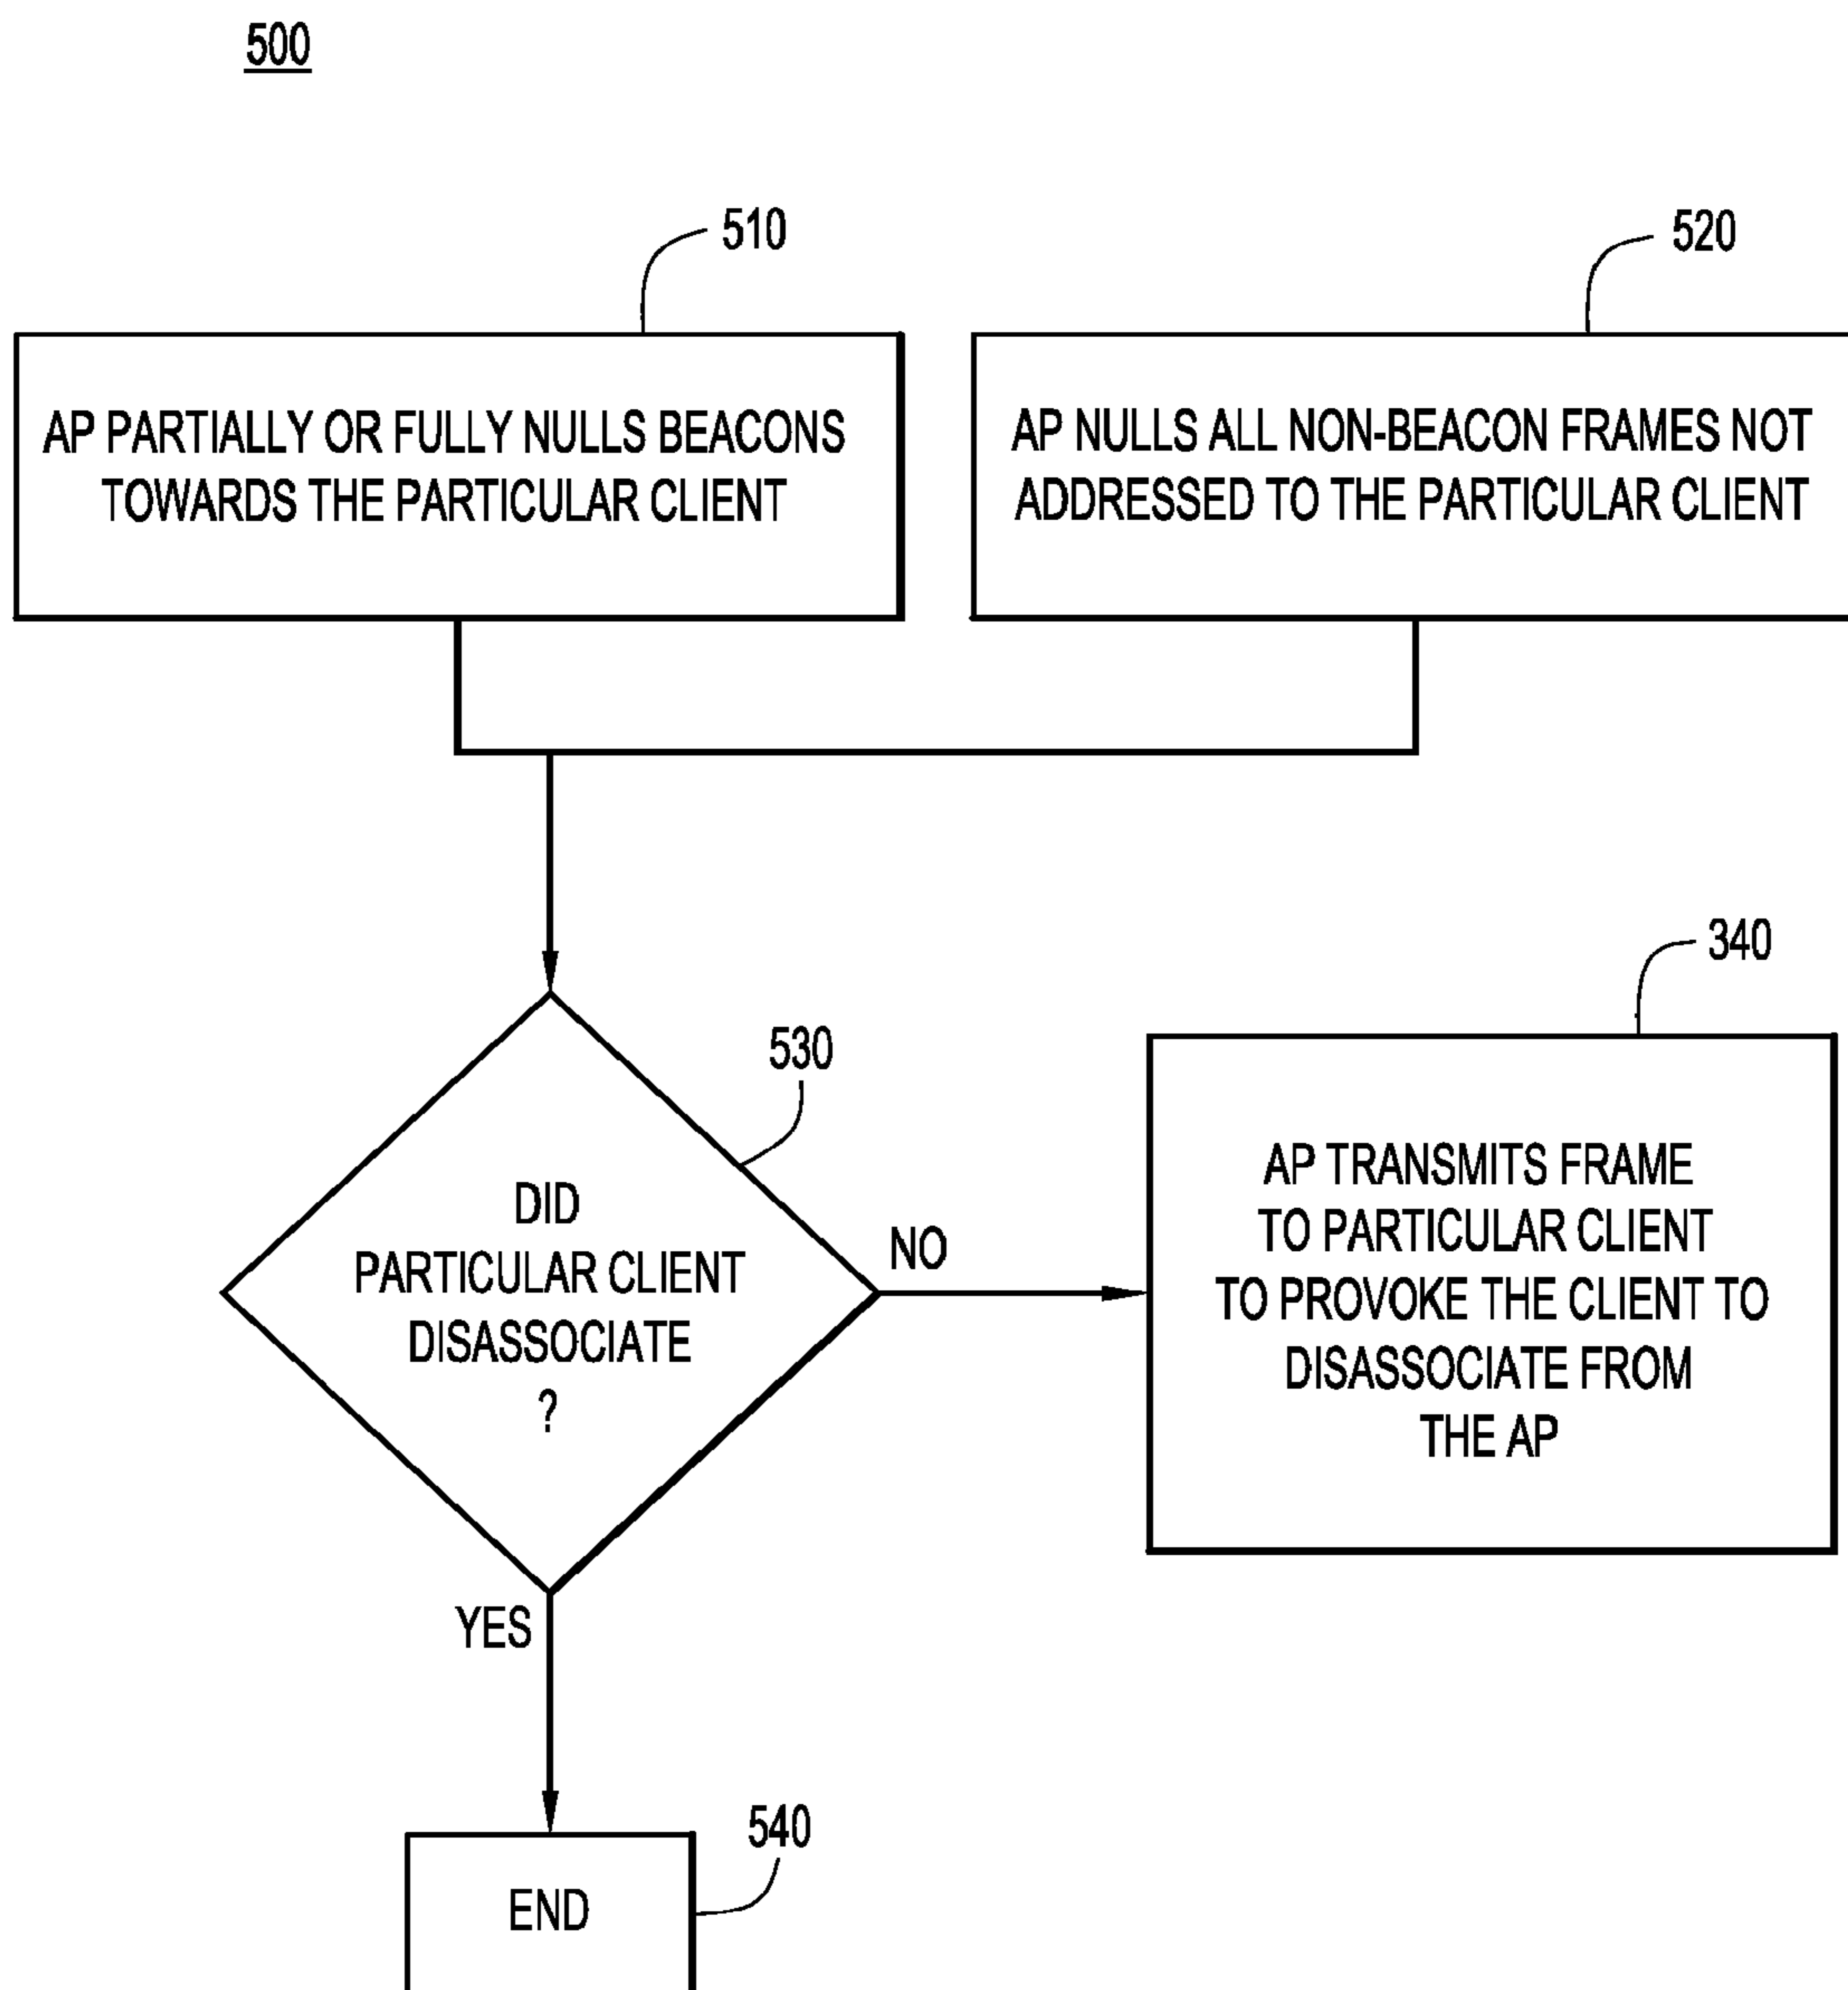 500
510
520
AP PARTIALLY OR FULLY NULLS BEACONS
TOWARDS THE PARTICULAR CLIENT
AP NULLS ALL NON-BEACON FRAMES NOT
ADDRESSED TO THE PARTICULAR CLIENT
340
530
DID
PARTICULAR CLIENT
DISASSOCIATE
?
NO
AP TRANSMITS FRAME
TO PARTICULAR CLIENT
TO PROVOKE THE CLIENT TO
DISASSOCIATE FROM
THE AP
YES
540
END